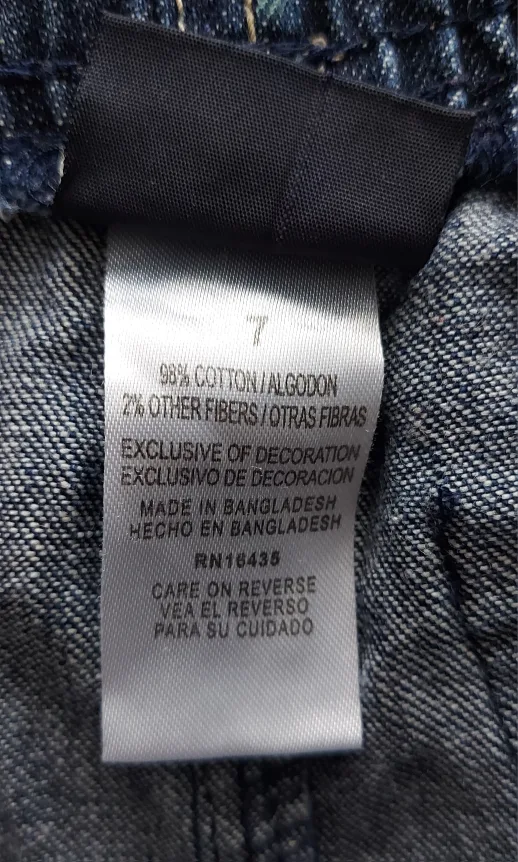 7
98% COTTON / ALGODON
2% OTHER FIBERS / OTRAS FIBRAS
EXCLUSIVE OF DECORATION
EXCLUSIVO DE DECORACION
MADE IN BANGLADESH
HECHO EN BANGLADESH
RN16435
CARE ON REVERSE
VEA EL REVERSO
PARA SU CUIDADO